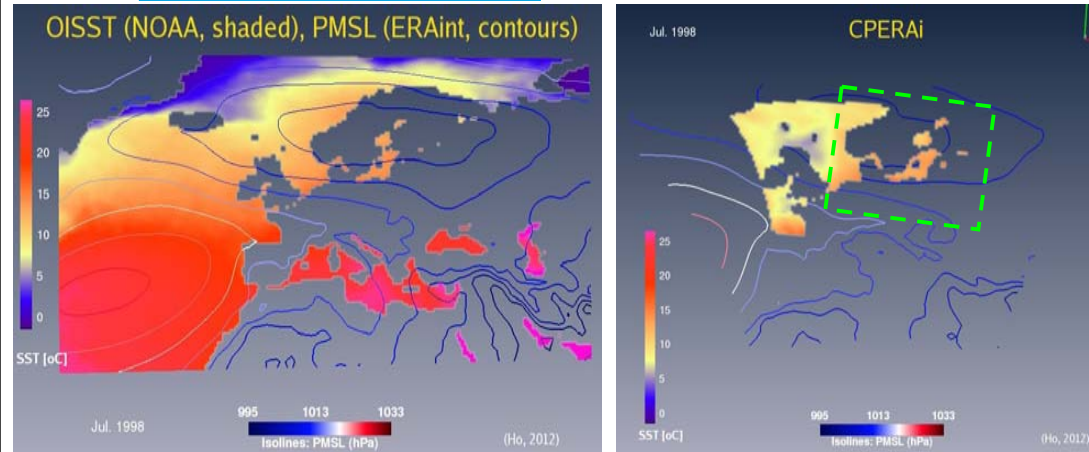 OISST (NOAA, shaded), PMSL (ERAint, contours)
25
20
15
10
5
0
SST [oC]
995 1013 1033
Isolines: PMSL (hPa)
Jul. 1998
(Ho, 2012)
Jul. 1998
CPERAi
25
20
15
10
5
0
SST [oC]
995 1013 1033
Isolines: PMSL (hPa)
(Ho, 2012)